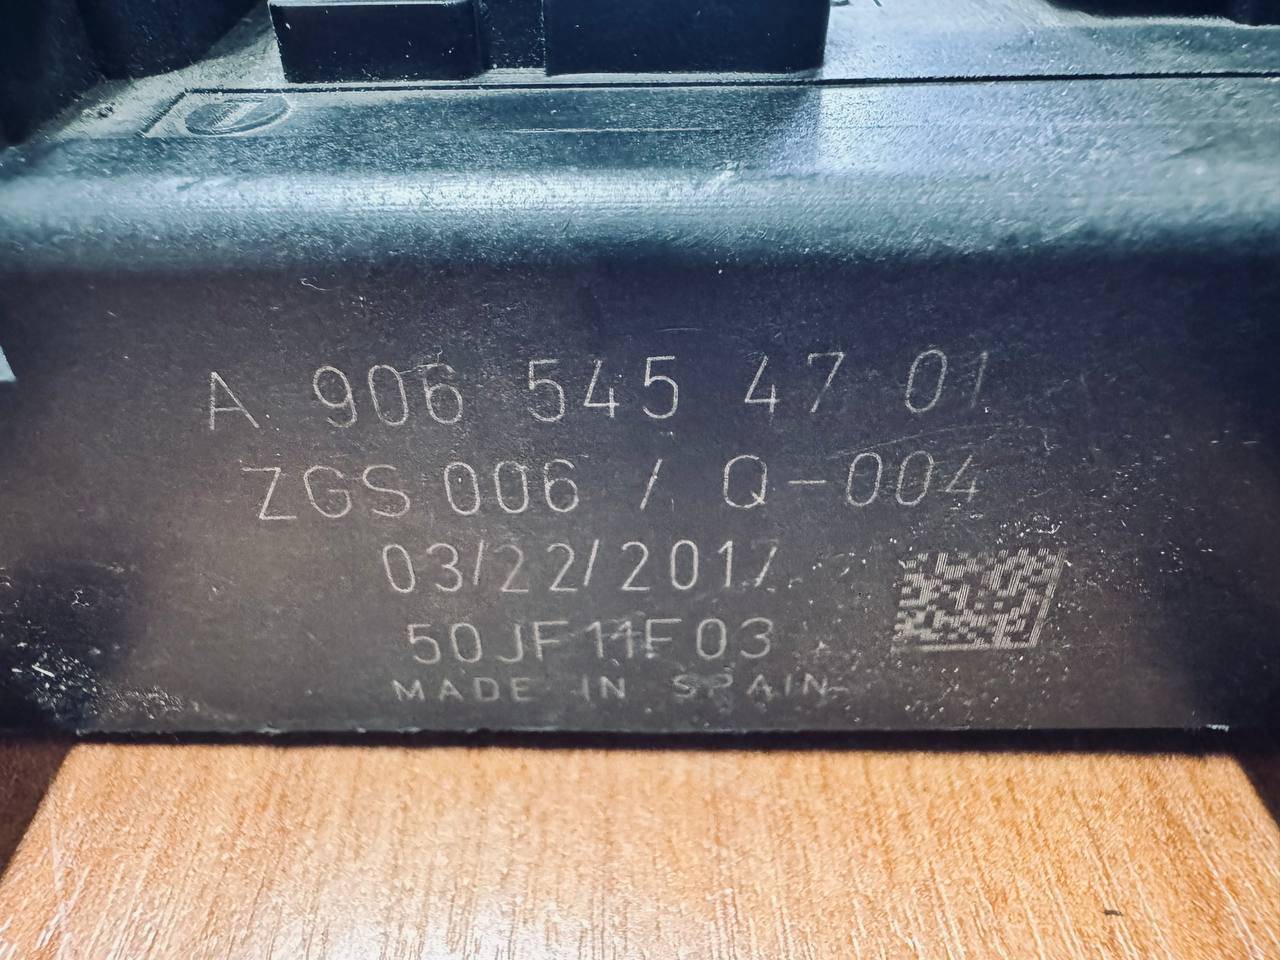 A 906 545 47 01
ZGS 006 / Q-004
03/22/2017
50JF11F03
MADE IN SPAIN